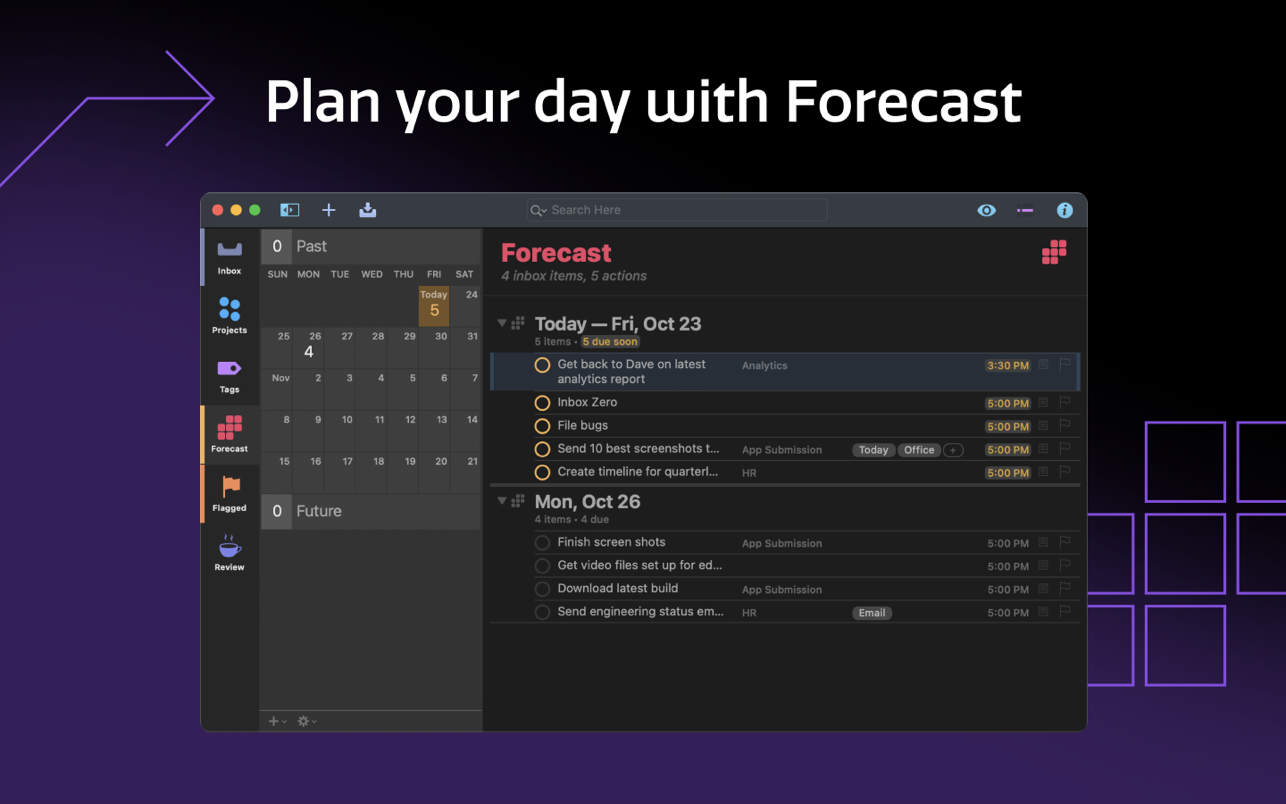 Plan your day with Forecast
Search Here
Inbox
Projects
Tags
Forecast
Flagged
Review
0 Past
SUN MON TUE WED THU FRI SAT
Today 24
5
25 26 27 28 29 30 31
4
Nov 2 3 4 5 6 7
8 9 10 11 12 13 14
15 16 17 18 19 20 21
0 Future
Forecast
4 inbox items, 5 actions
Today — Fri, Oct 23
5 items • 5 due soon
Get back to Dave on latest Analytics 3:30 PM
analytics report
Inbox Zero 5:00 PM
File bugs 5:00 PM
Send 10 best screenshots t... App Submission Today Office + 5:00 PM
Create timeline for quarterl... HR 5:00 PM
Mon, Oct 26
4 items • 4 due
Finish screen shots App Submission 5:00 PM
Get video files set up for ed... 5:00 PM
Download latest build App Submission 5:00 PM
Send engineering status em... HR Email 5:00 PM